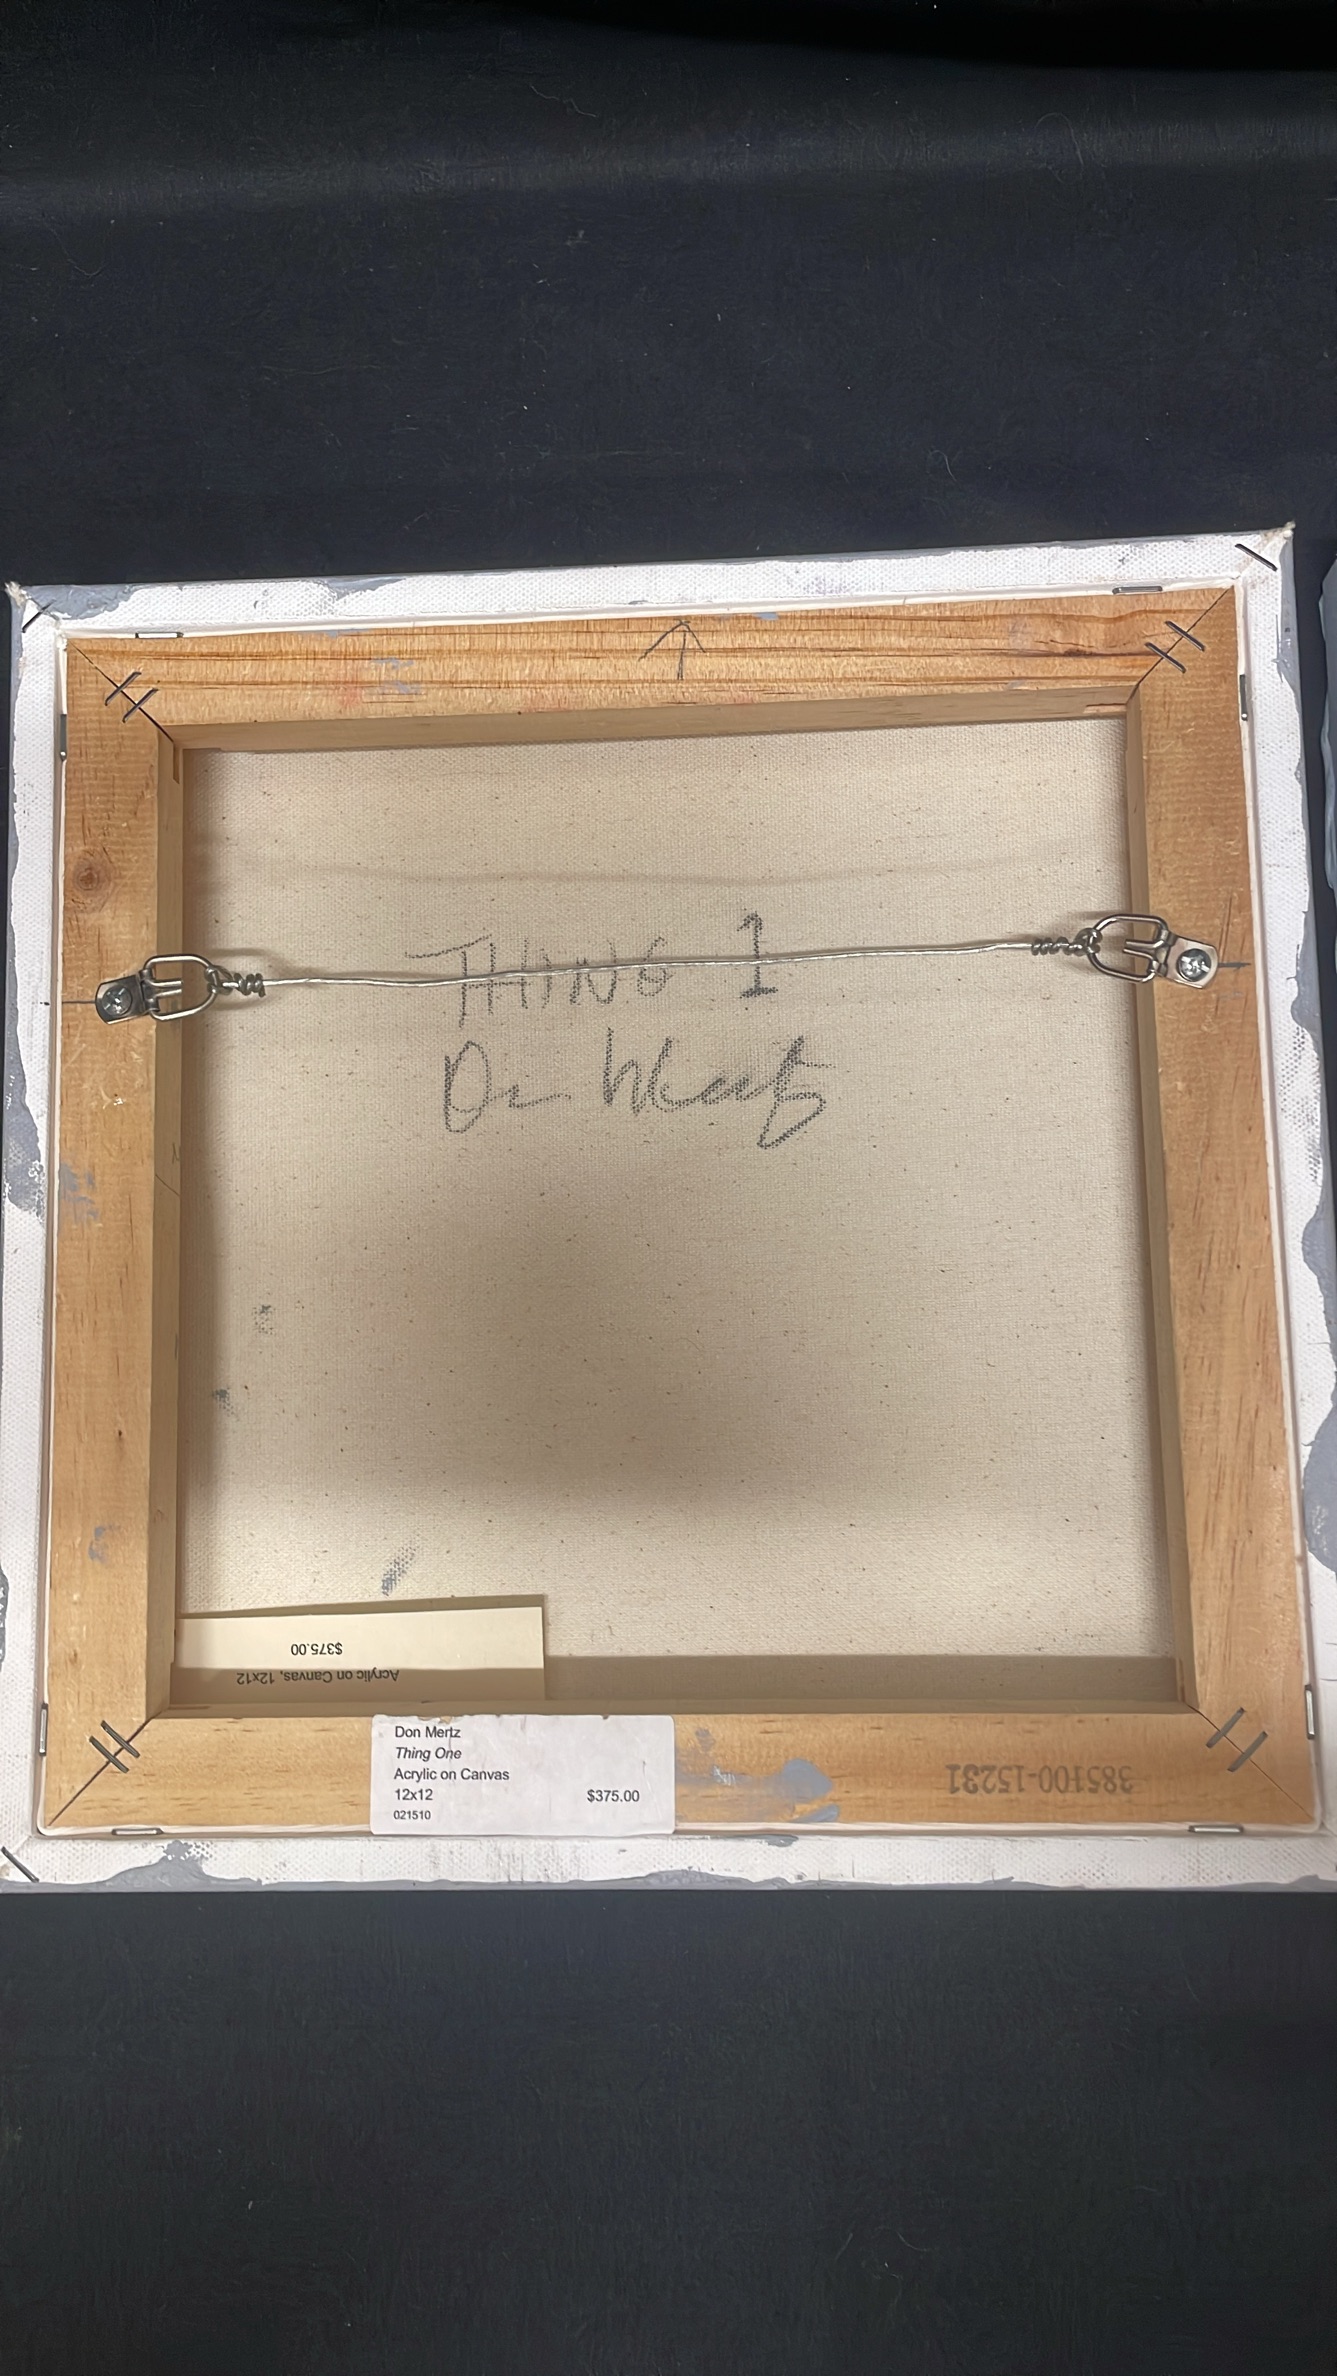 THING 1
Don Mertz
$375.00
Acrylic on Canvas, 12x12
Don Mertz
Thing One
Acrylic on Canvas
12x12 $375.00
021510
385100-15231